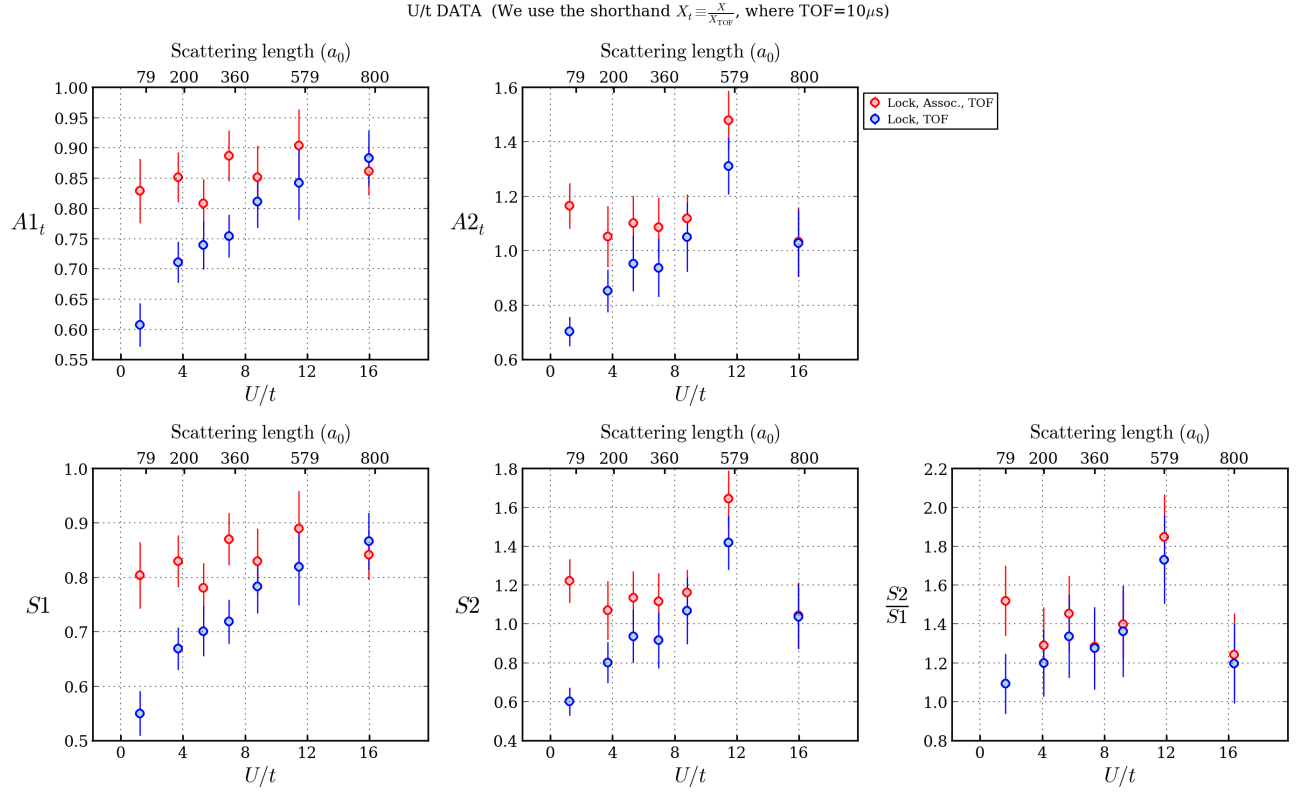 U/t DATA (We use the shorthand X_t≡X/X_TOF, where TOF=10μs)
Scattering length (a_0)
79 200 360 579 800
1.00
0.95
0.90
0.85
0.80
0.75
0.70
0.65
0.60
0.55
A1_t
0 4 8 12 16
U/t
Scattering length (a_0)
79 200 360 579 800
1.6
1.4
1.2
1.0
0.8
0.6
A2_t
0 4 8 12 16
U/t
Lock, Assoc., TOF
Lock, TOF
Scattering length (a_0)
79 200 360 579 800
1.0
0.9
0.8
0.7
0.6
0.5
S1
0 4 8 12 16
U/t
Scattering length (a_0)
79 200 360 579 800
1.8
1.6
1.4
1.2
1.0
0.8
0.6
0.4
S2
0 4 8 12 16
U/t
Scattering length (a_0)
79 200 360 579 800
2.2
2.0
1.8
1.6
1.4
1.2
1.0
0.8
S2
S1
0 4 8 12 16
U/t